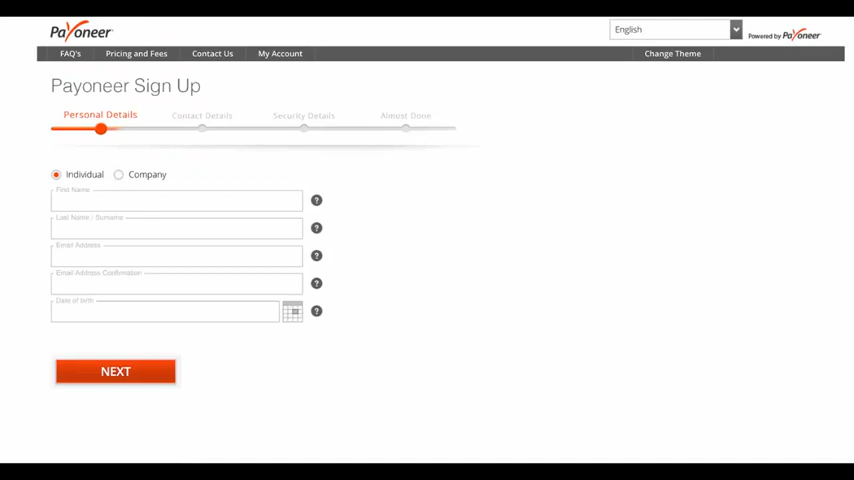 Payoneer
English
Powered by Payoneer
FAQ's Pricing and Fees Contact Us My Account Change Theme
Payoneer Sign Up
Personal Details Contact Details Security Details Almost Done
Individual Company
First Name
?
Last Name / Surname
?
Email Address
?
Email Address Confirmation
?
Date of birth
?
NEXT